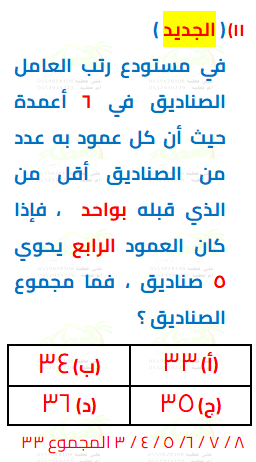 ١١) ( الجديد )
في مستودع رتب العامل
الصناديق في ٦ أعمدة
حيث أن كل عمود به عدد
من الصناديق أقل من
الذي قبله بواحد ، فإذا
كان العمود الرابع يحوي
٥ صناديق ، فما مجموع
الصناديق ؟
(أ) ٣٣ (ب) ٣٤
(ج) ٣٥ (د) ٣٦
٨ / ٧ / ٦ / ٥ / ٤ / ٣ المجموع ٣٣